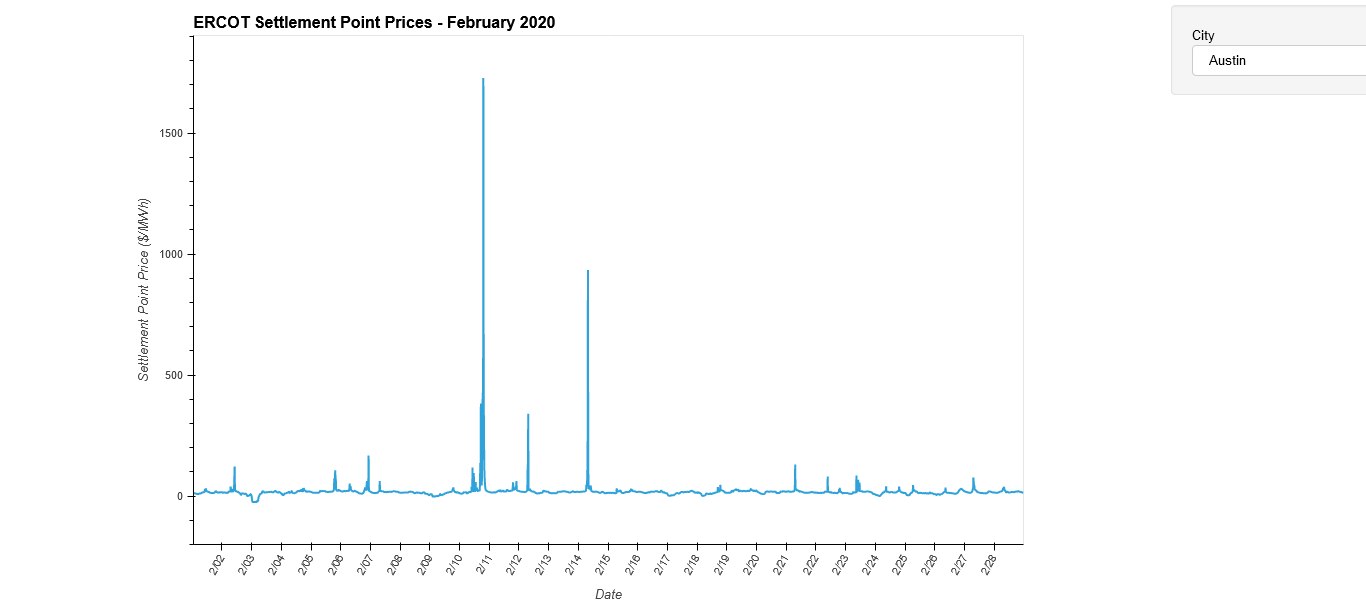 ERCOT Settlement Point Prices - February 2020
City
Austin
1500
1000
500
0
Settlement Point Price ($/MWh)
2/02 2/03 2/04 2/05 2/06 2/07 2/08 2/09 2/10 2/11 2/12 2/13 2/14 2/15 2/16 2/17 2/18 2/19 2/20 2/21 2/22 2/23 2/24 2/25 2/26 2/27 2/28
Date